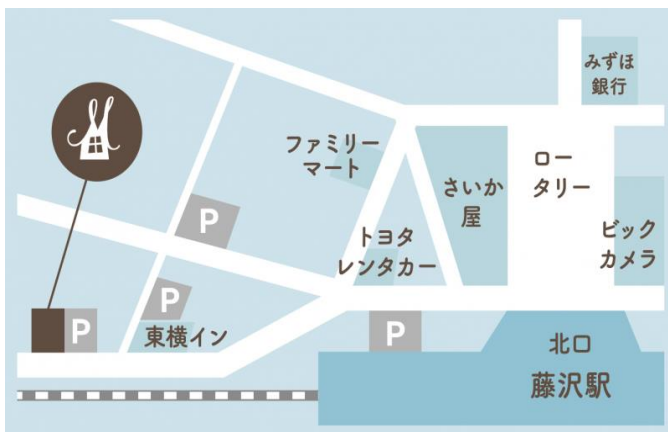 みずほ
銀行
ファミリー
マート
ロー
タリー
さいか
屋
P
トヨタ
レンタカー
ビック
カメラ
P
P
東横イン
P
北口
藤沢駅